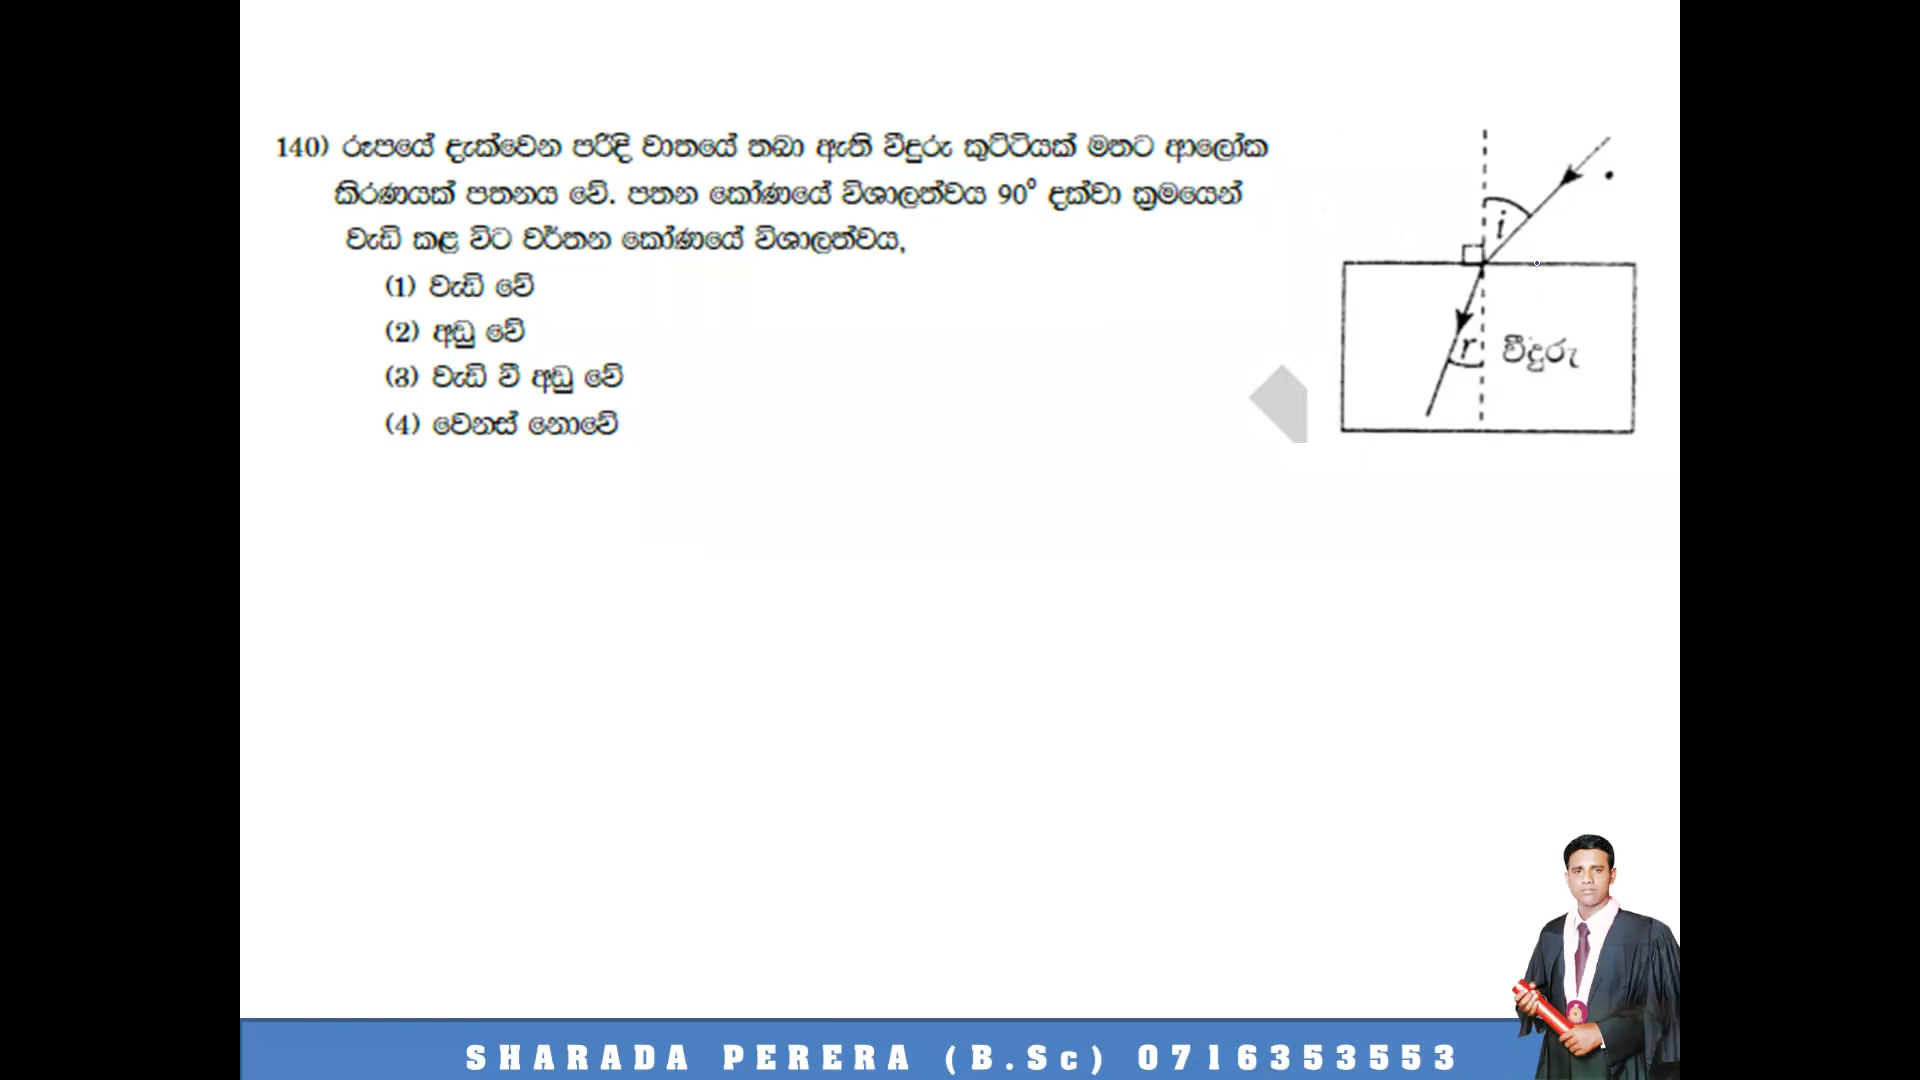 140) රූපයේ දැක්වෙන පරිදි වාතයේ තබා ඇති වීදුරු කුට්ටියක් මතට ආලෝක
කිරණයක් පතනය වේ. පතන කෝණයේ විශාලත්වය 90⁰ දක්වා ක්‍රමයෙන්
වැඩි කළ විට වර්තන කෝණයේ විශාලත්වය,
(1) වැඩි වේ
(2) අඩු වේ
(3) වැඩි වී අඩු වේ
(4) වෙනස් නොවේ
i
r වීදුරු
SHARADA PERERA (B.Sc) 0716353553